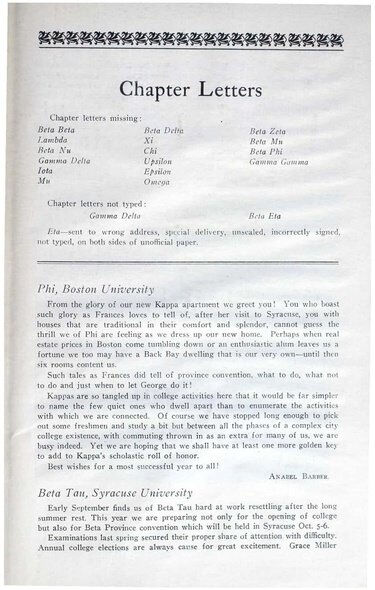 Chapter Letters
Chapter letters missing:
Beta Beta Beta Delta Beta Zeta
Lambda Xi Beta Mu
Beta Nu Chi Beta Phi
Gamma Delta Upsilon Gamma Gamma
Iota Epsilon
Mu Omega
Chapter letters not typed:
Gamma Delta Beta Eta
Eta—sent to wrong address, special delivery, unsealed, incorrectly signed,
not typed, on both sides of unofficial paper.
Phi, Boston University
From the glory of our new Kappa apartment we greet you! You who boast
such glory as Frances loves to tell of, after her visit to Syracuse, you with
houses that are traditional in their comfort and splendor, cannot guess the
thrill we of Phi are feeling as we dress up our new home. Perhaps when real
estate prices in Boston come tumbling down or an enthusiastic alum leaves us a
fortune we too may have a Back Bay dwelling that is our very own—until then
six rooms content us.
Such tales as Frances did tell of province convention, what to do, what not
to do and just when to let George do it!
Kappas are so tangled up in college activities here that it would be far simpler
to name the few quiet ones who dwell apart than to enumerate the activities
with which we are connected. Of course we have stopped long enough to pick
out some freshmen and study a bit but between all the phases of a complex city
college existence, with commuting thrown in as an extra for many of us, we are
busy indeed. Yet we are hoping that we shall have at least one more golden key
to add to Kappa's scholastic roll of honor.
Best wishes for a most successful year to all!
Anabel Barber.
Beta Tau, Syracuse University
Early September finds us of Beta Tau hard at work resettling after the long
summer rest. This year we are preparing not only for the opening of college
but also for Beta Province convention which will be held in Syracuse Oct. 5-6.
Examinations last spring secured their proper share of attention with difficulty.
Annual college elections are always cause for great excitement. Grace Miller